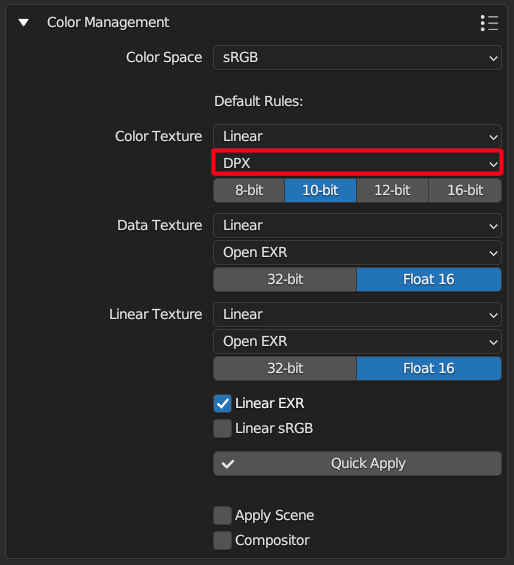 Color Management
Color Space sRGB
Default Rules:
Color Texture Linear
DPX
8-bit 10-bit 12-bit 16-bit
Data Texture Linear
Open EXR
32-bit Float 16
Linear Texture Linear
Open EXR
32-bit Float 16
Linear EXR
Linear sRGB
Quick Apply
Apply Scene
Compositor